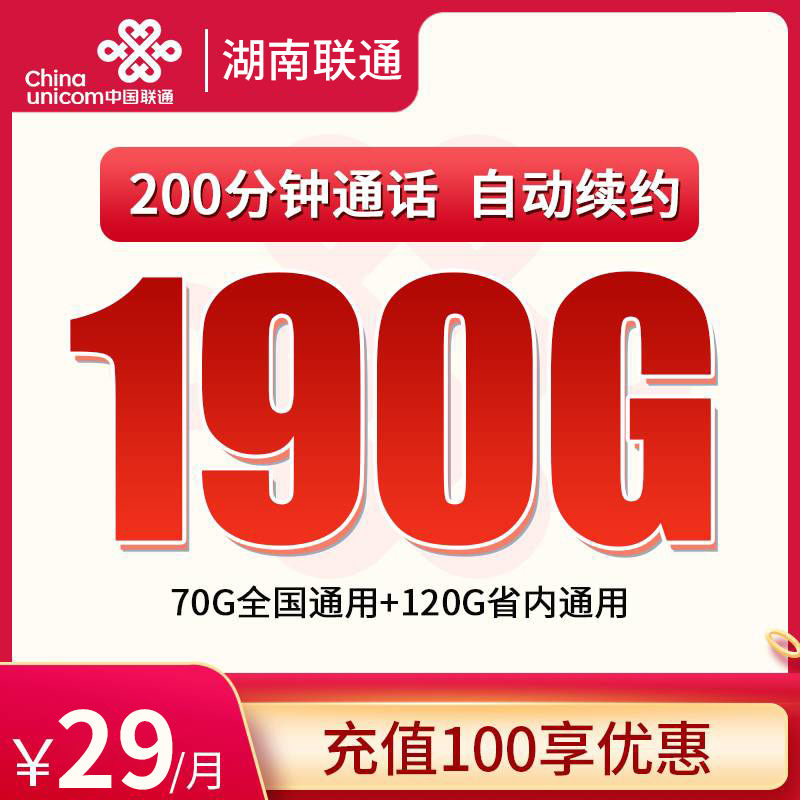 China
unicom中国联通
湖南联通
200分钟通话 自动续约
190G
70G全国通用+120G省内通用
¥29/月
充值100享优惠